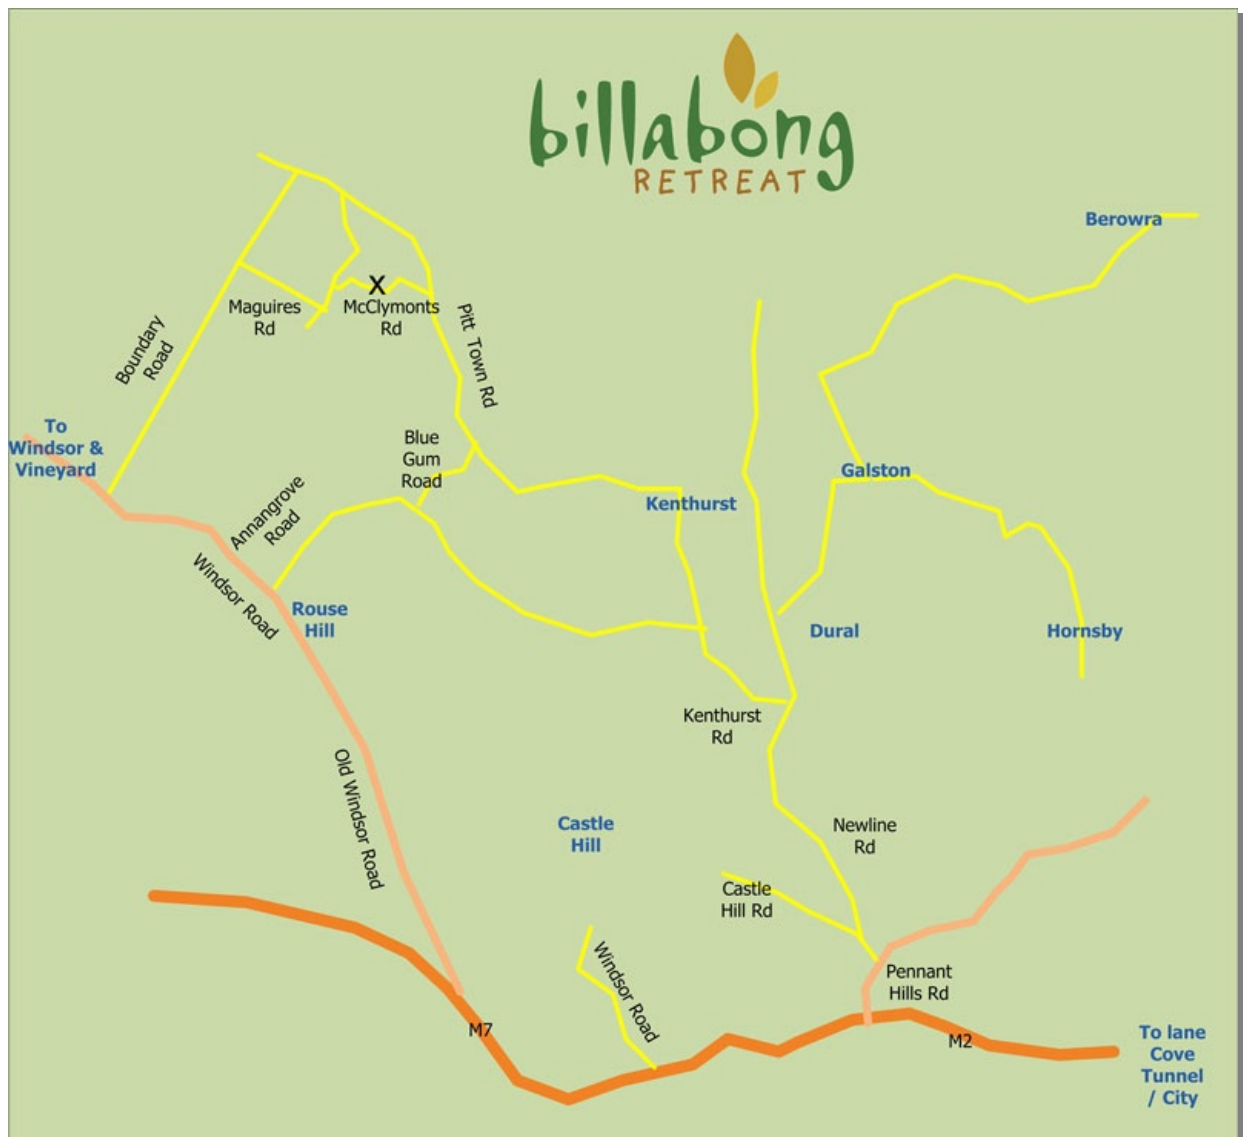 billabong
RETREAT
Berowra
Maguires
Rd
McClymonts
Rd
X
Pitt Town Rd
Boundary
Road
To
Windsor &
Vineyard
Blue
Gum
Road
Annangrove
Road
Kenthurst
Galston
Windsor Road
Rouse
Hill
Dural
Hornsby
Kenthurst
Rd
Old Windsor Road
Castle
Hill
Newline
Rd
Castle
Hill Rd
Windsor Road
Pennant
Hills Rd
M7
M2
To lane
Cove
Tunnel
/ City